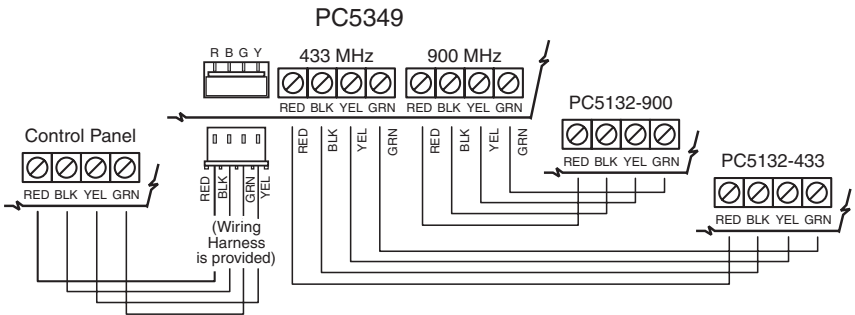 PC5349
R B G Y
433 MHz
900 MHz
RED BLK YEL GRN
RED BLK YEL GRN
PC5132-900
RED BLK YEL GRN
PC5132-433
RED BLK YEL GRN
Control Panel
RED BLK YEL GRN
RED
BLK
GRN
YEL
(Wiring
Harness
is provided)
RED
BLK
YEL
GRN
RED
BLK
YEL
GRN